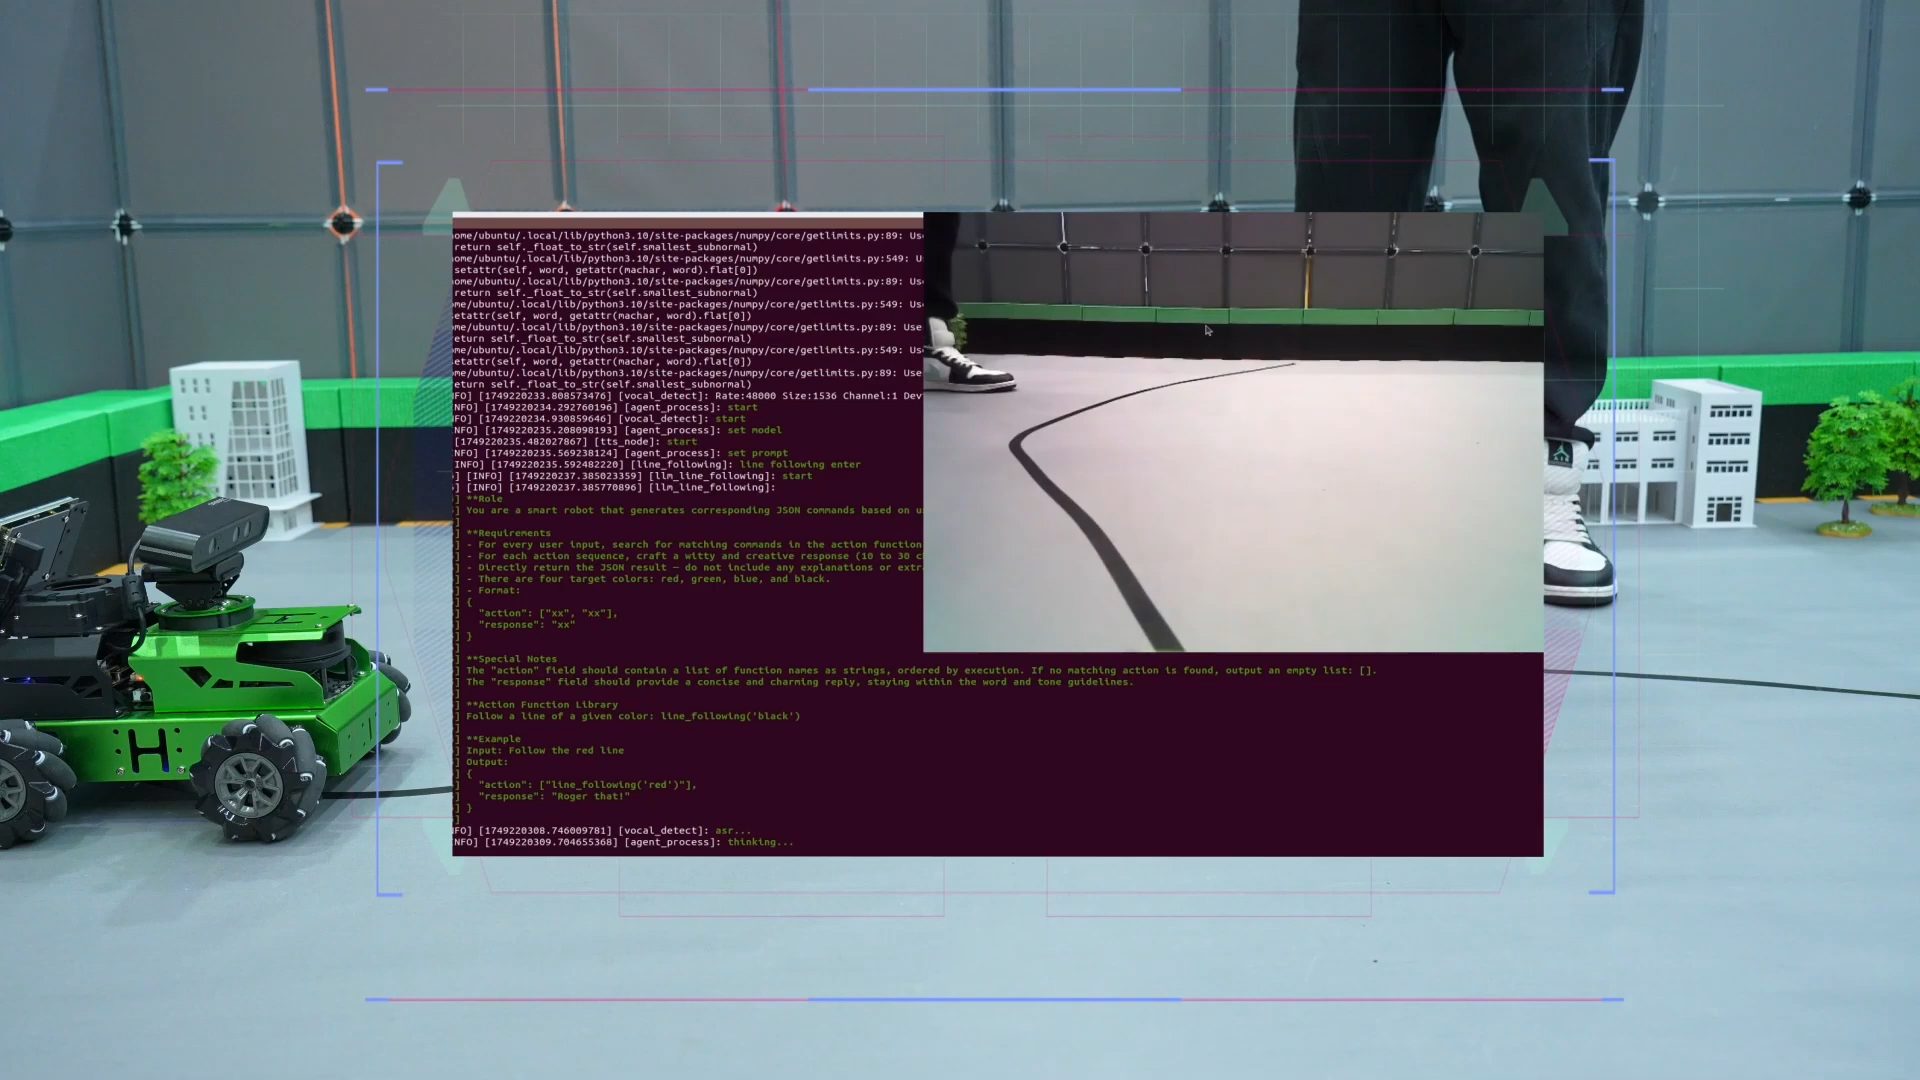 ome/ubuntu/.local/lib/python3.10/site-packages/numpy/core/getlimits.py:89: Use
return self._float_to_str(self.smallest_subnormal)
ome/ubuntu/.local/lib/python3.10/site-packages/numpy/core/getlimits.py:549: Us
setattr(self, word, getattr(machar, word).flat[0])
ome/ubuntu/.local/lib/python3.10/site-packages/numpy/core/getlimits.py:89: Use
return self._float_to_str(self.smallest_subnormal)
ome/ubuntu/.local/lib/python3.10/site-packages/numpy/core/getlimits.py:549: Us
etattr(self, word, getattr(machar, word).flat[0])
me/ubuntu/.local/lib/python3.10/site-packages/numpy/core/getlimits.py:89: Use
return self._float_to_str(self.smallest_subnormal)
me/ubuntu/.local/lib/python3.10/site-packages/numpy/core/getlimits.py:549: Us
etattr(self, word, getattr(machar, word).flat[0])
me/ubuntu/.local/lib/python3.10/site-packages/numpy/core/getlimits.py:89: Use
eturn self._float_to_str(self.smallest_subnormal)
NFO] [1749220233.808573476] [vocal_detect]: Rate:48000 Size:1536 Channel:1 Dev
NFO] [1749220234.292760196] [agent_process]: start
NFO] [1749220234.930859646] [vocal_detect]: start
NFO] [1749220235.208098193] [agent_process]: set model
[1749220235.482027867] [tts_node]: start
NFO] [1749220235.569238124] [agent_process]: set prompt
INFO] [1749220235.592482220] [line_following]: line following enter
] [INFO] [1749220237.385023359] [llm_line_following]: start
] [INFO] [1749220237.385770896] [llm_line_following]:
] **Role
] You are a smart robot that generates corresponding JSON commands based on u
]
] **Requirements
] - For every user input, search for matching commands in the action function
] - For each action sequence, craft a witty and creative response (10 to 30 c
] - Directly return the JSON result — do not include any explanations or extr
] - There are four target colors: red, green, blue, and black.
] - Format:
] {
]   "action": ["xx", "xx"],
]   "response": "xx"
] }
]
] **Special Notes
] The "action" field should contain a list of function names as strings, ordered by execution. If no matching action is found, output an empty list: [].
] The "response" field should provide a concise and charming reply, staying within the word and tone guidelines.
]
] **Action Function Library
] Follow a line of a given color: line_following('black')
]
] **Example
] Input: Follow the red line
] Output:
] {
]   "action": ["line_following('red')"],
]   "response": "Roger that!"
] }
]
NFO] [1749220308.746009781] [vocal_detect]: asr...
NFO] [1749220309.704655368] [agent_process]: thinking...
H